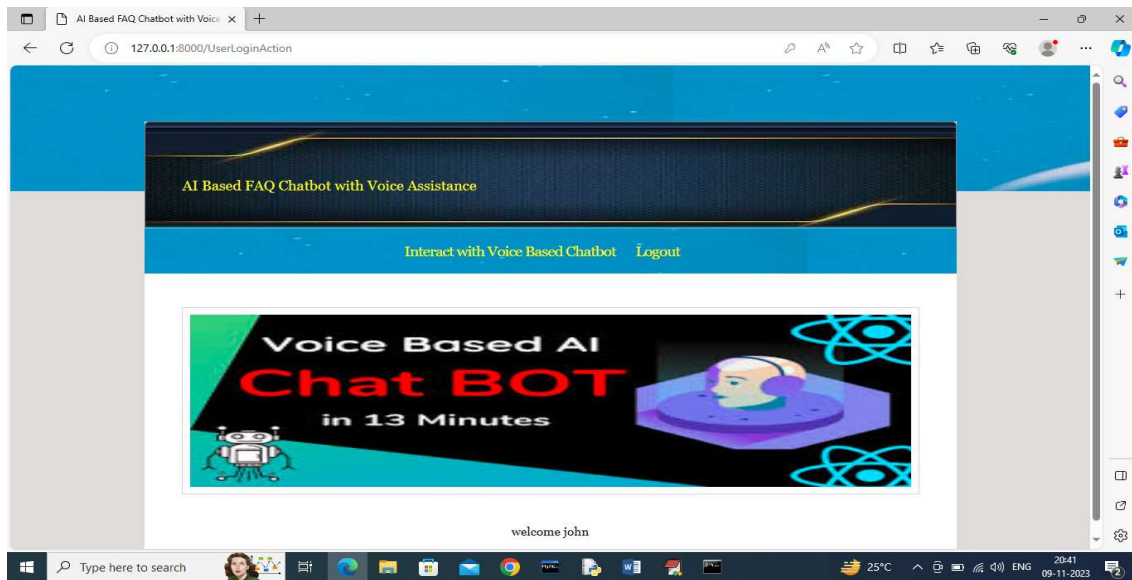 AI Based FAQ Chatbot with Voice
127.0.0.1:8000/UserLoginAction
AI Based FAQ Chatbot with Voice Assistance
Interact with Voice Based Chatbot Logout
Voice Based AI
Chat BOT
in 13 Minutes
welcome john
Type here to search
25°C
ENG
20:41
09-11-2023
2